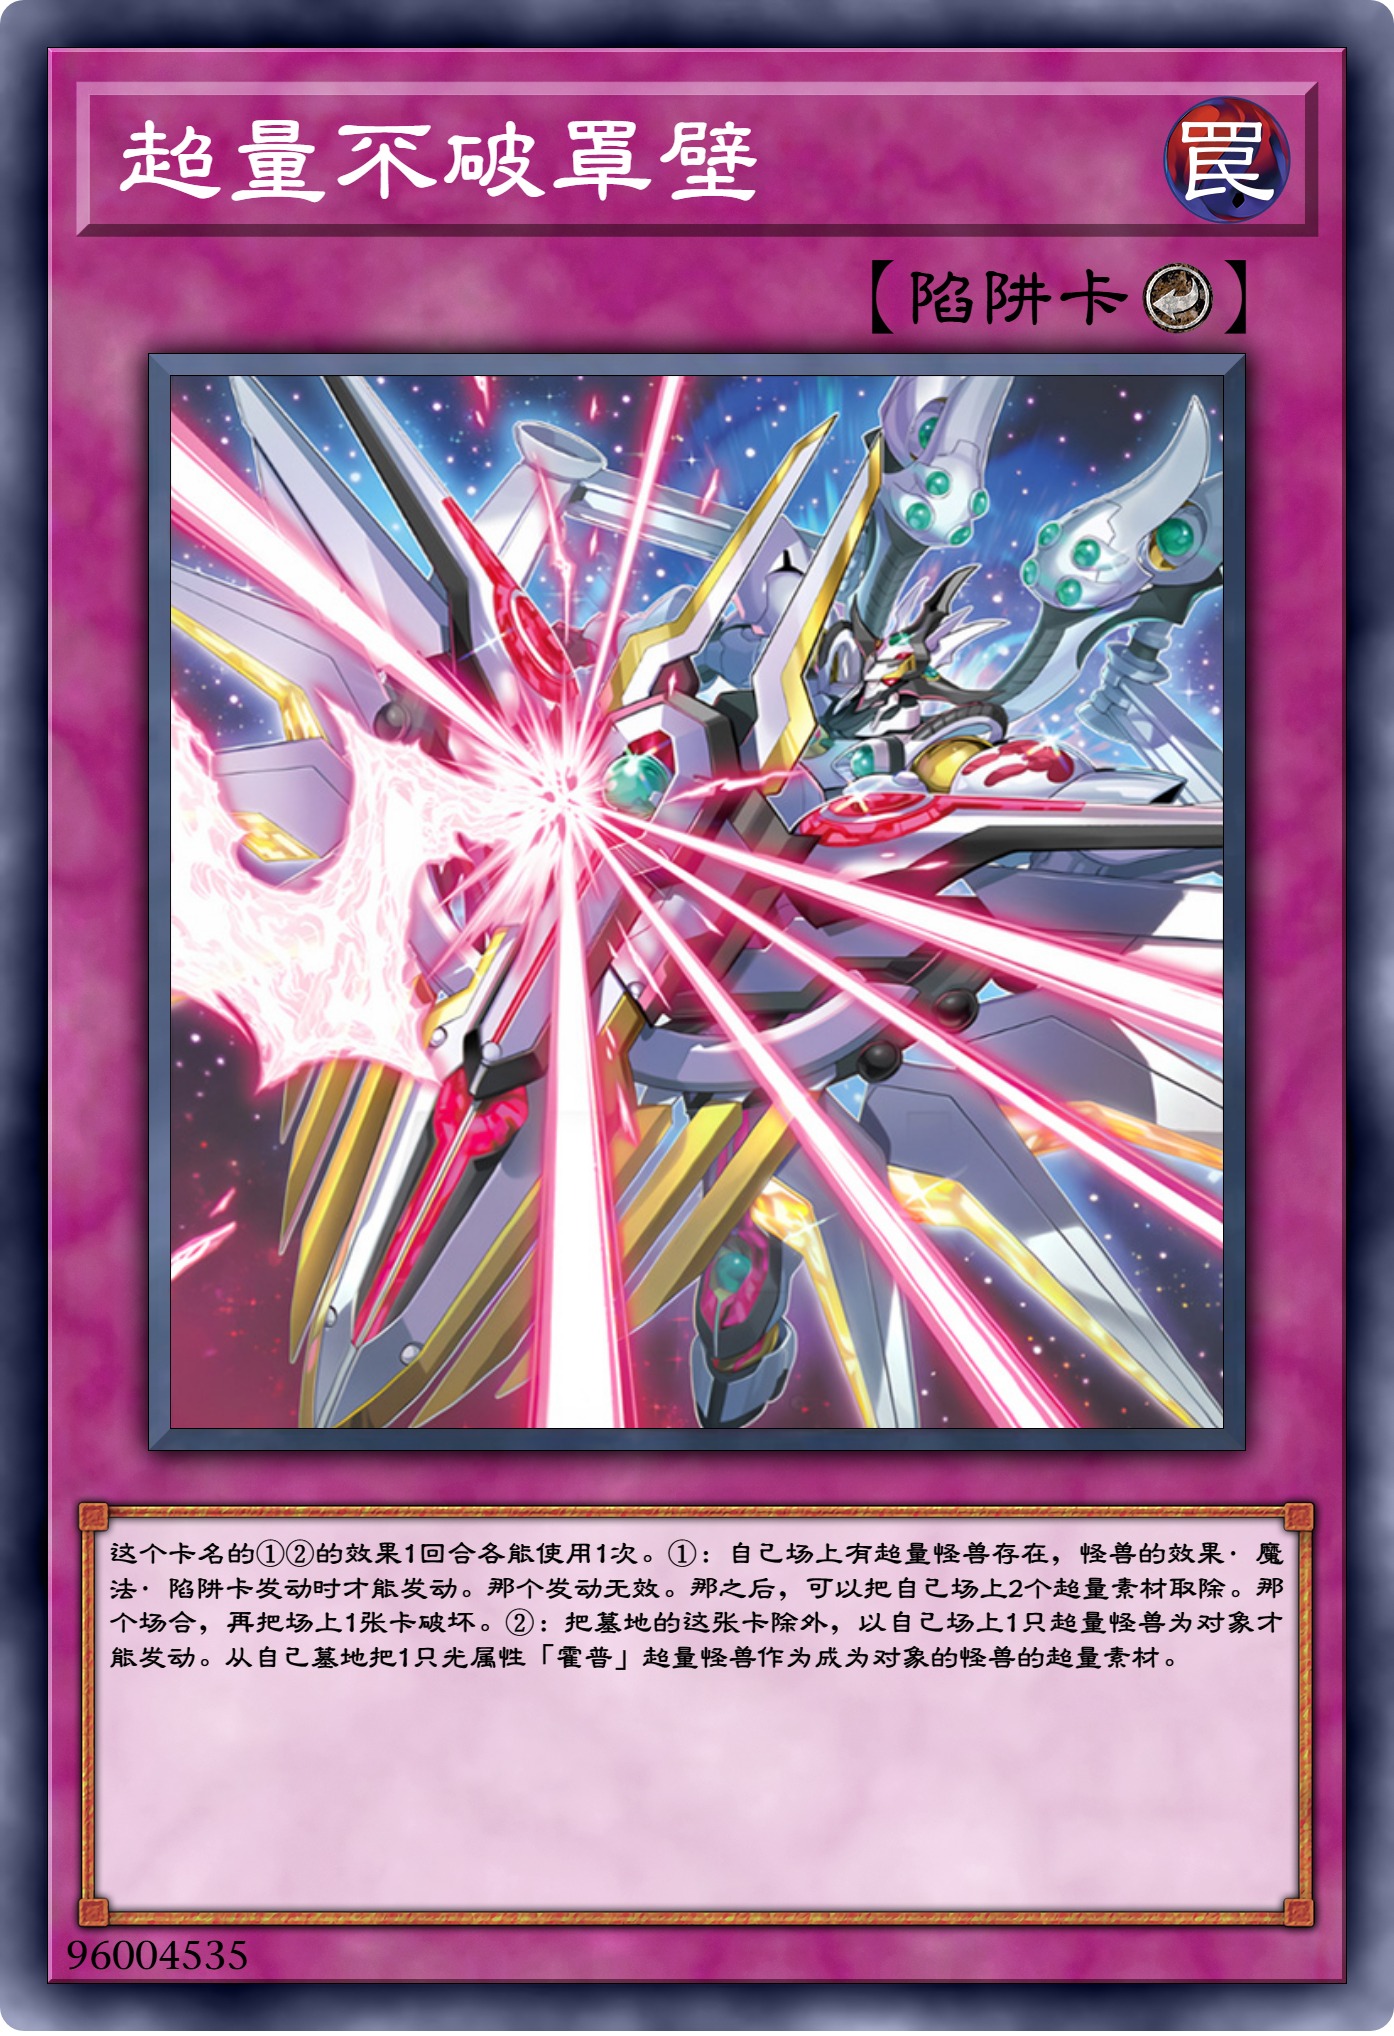 超量不破罩壁
罠
【陷阱卡】
这个卡名的①②的效果1回合各能使用1次。①：自己场上有超量怪兽存在，怪兽的效果·魔
法·陷阱卡发动时才能发动。那个发动无效。那之后，可以把自己场上2个超量素材取除。那
个场合，再把场上1张卡破坏。②：把墓地的这张卡除外，以自己场上1只超量怪兽为对象才
能发动。从自己墓地把1只光属性「霍普」超量怪兽作为成为对象的怪兽的超量素材。
96004535